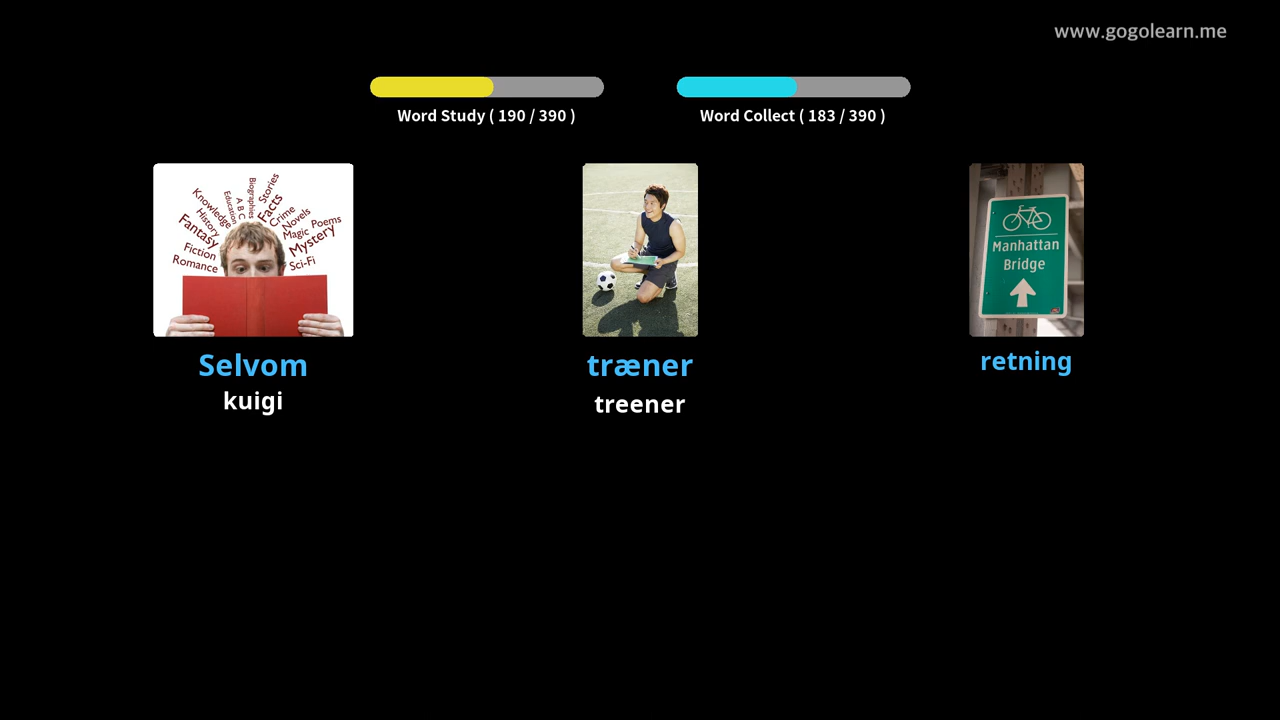 www.gogolearn.me
Word Study ( 190 / 390 )
Word Collect ( 183 / 390 )
Knowledge
History
Fantasy
Fiction
Romance
Education
A B C
Biographies
Stories
Facts
Crime
Novels
Magic
Poems
Mystery
Sci-Fi
Manhattan
Bridge
Selvom
træner
retning
kuigi
treener